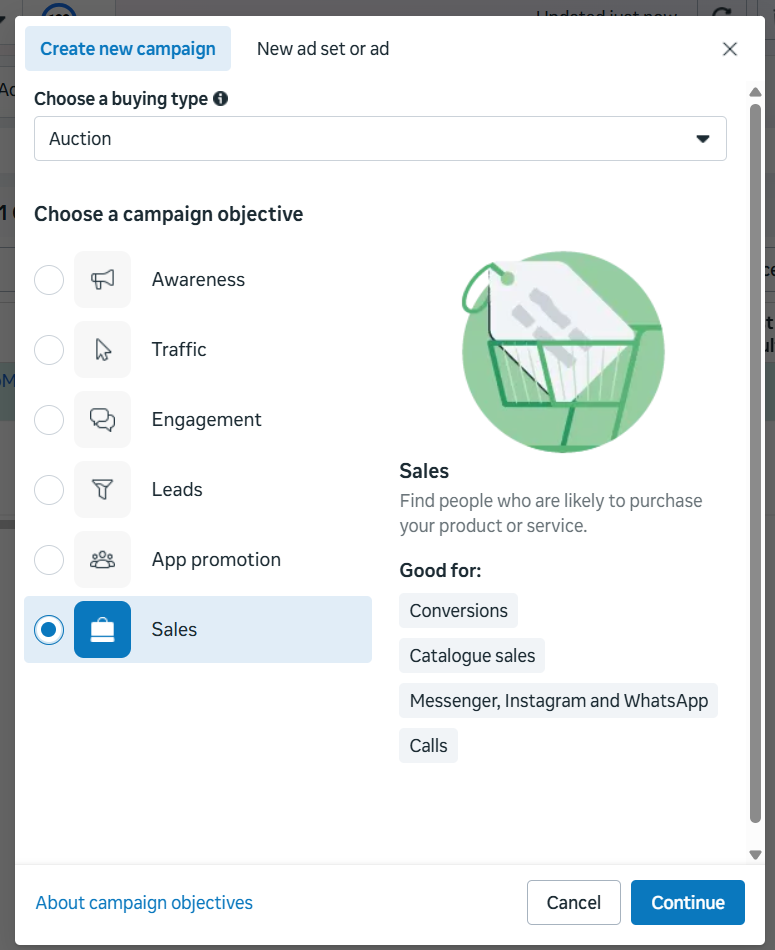 Create new campaign
New ad set or ad
Choose a buying type
Auction
Choose a campaign objective
Awareness
Traffic
Engagement
Leads
App promotion
Sales
Sales
Find people who are likely to purchase
your product or service.
Good for:
Conversions
Catalogue sales
Messenger, Instagram and WhatsApp
Calls
About campaign objectives
Cancel
Continue